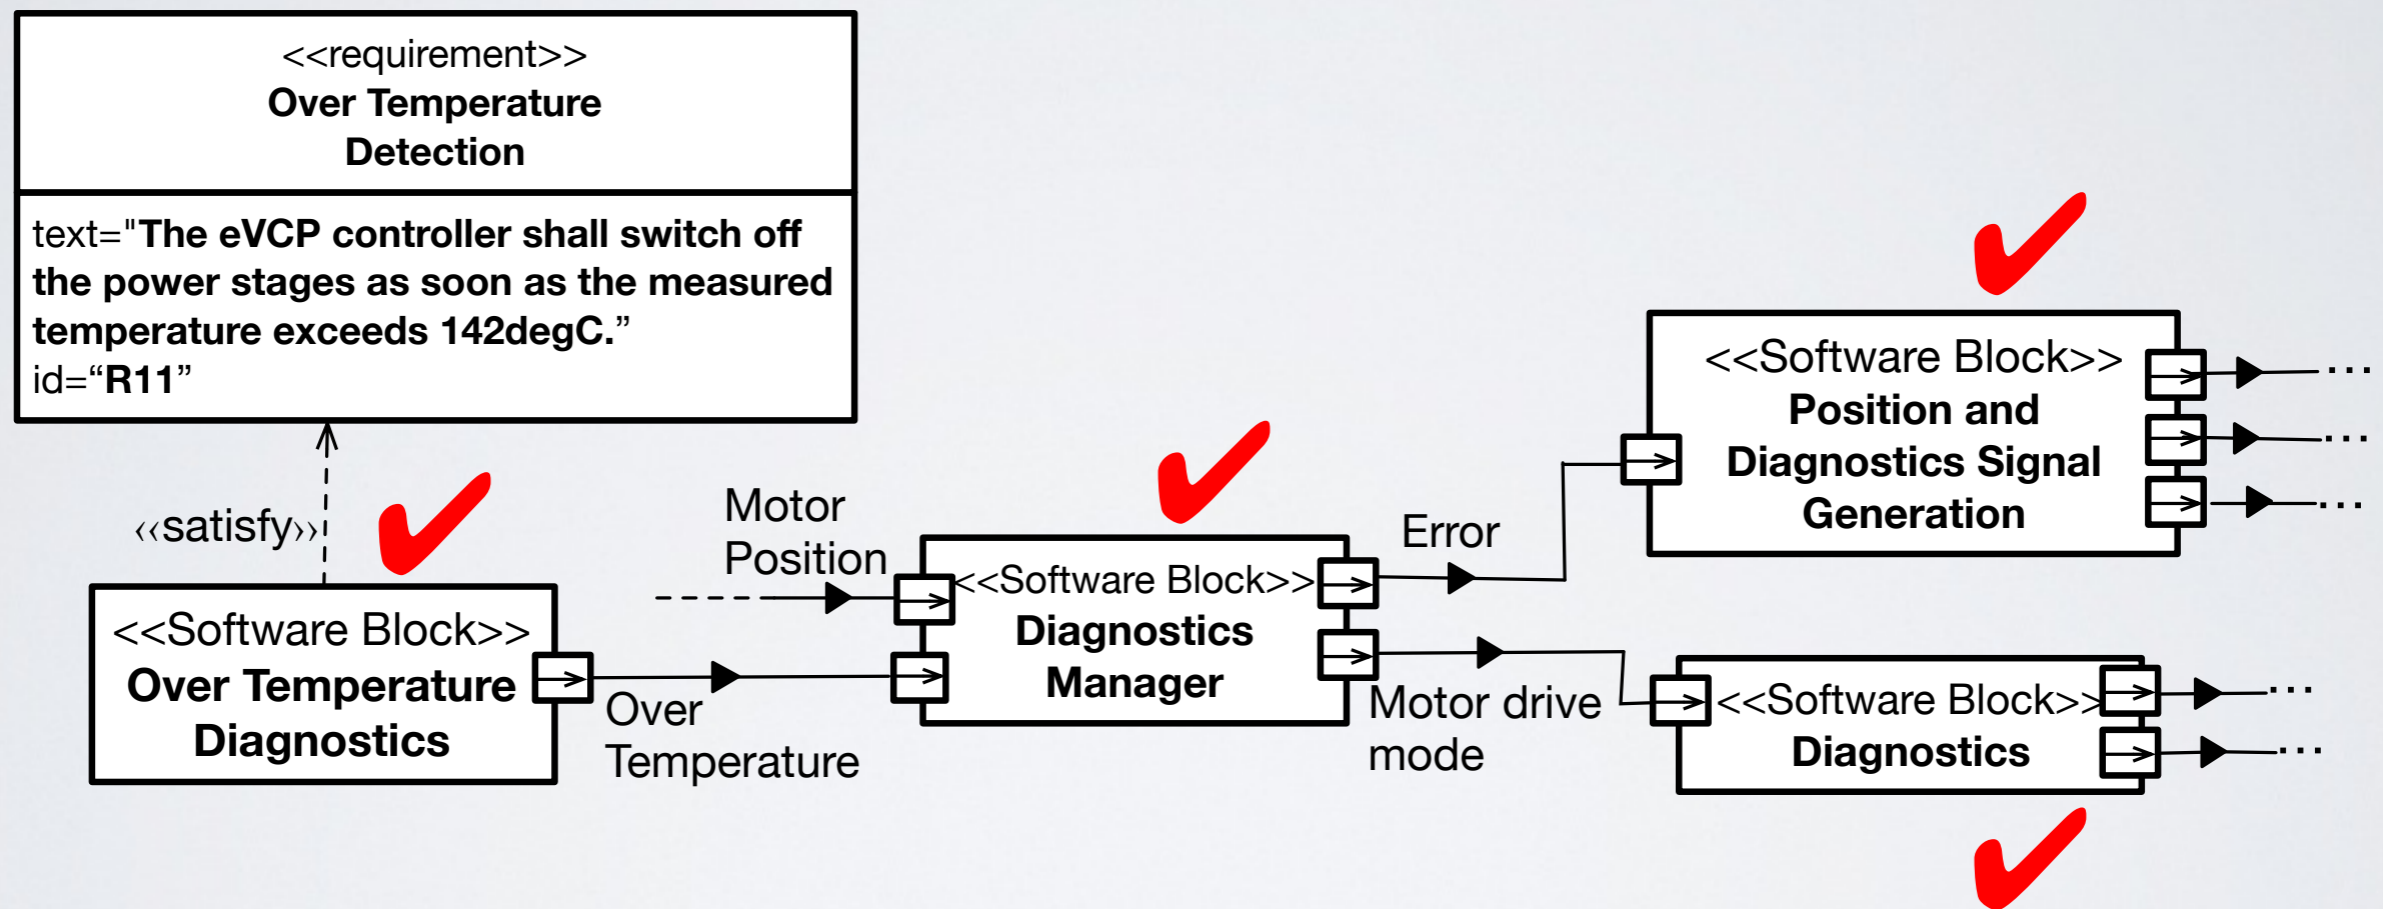 <<requirement>>
Over Temperature
Detection
text="The eVCP controller shall switch off
the power stages as soon as the measured
temperature exceeds 142degC.”
id=“R11”
‹‹satisfy››
<<Software Block>>
Over Temperature
Diagnostics
Over
Temperature
Motor
Position
<<Software Block>>
Diagnostics
Manager
Error
Motor drive
mode
<<Software Block>>
Position and
Diagnostics Signal
Generation
...
...
...
<<Software Block>>
Diagnostics
...
...